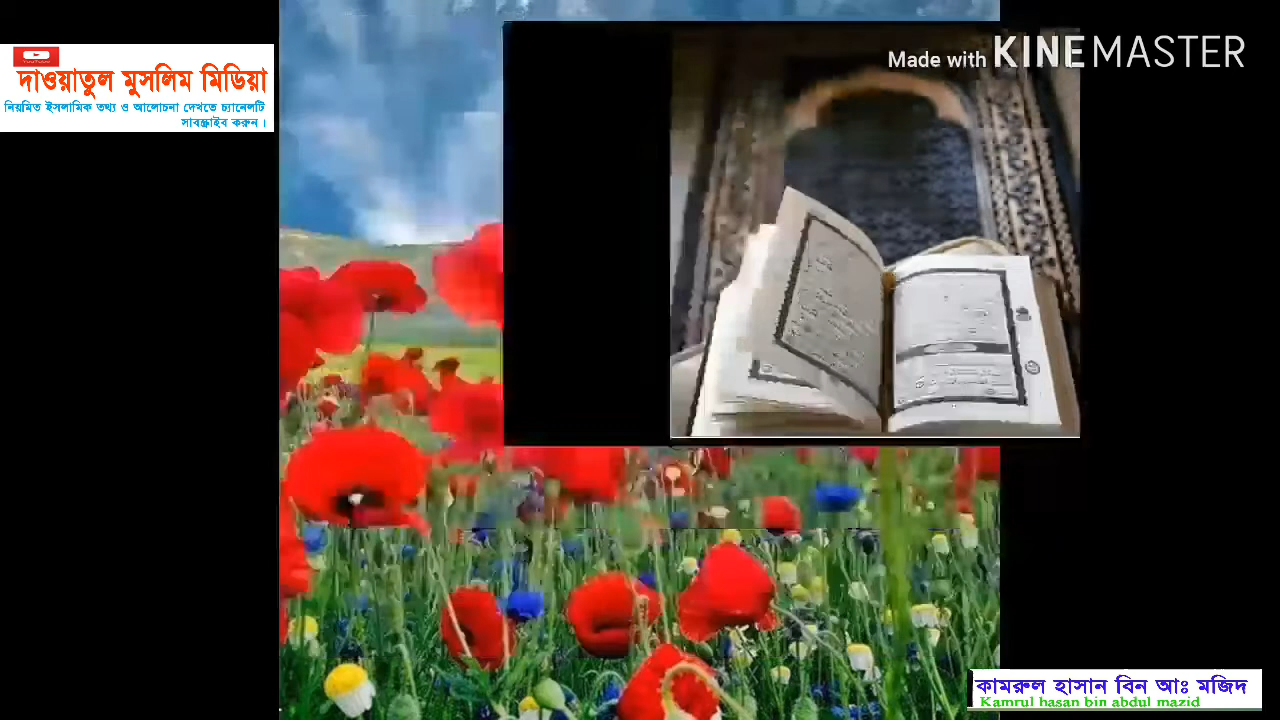 Made with KINEMASTER
YouTube
দাওয়াতুল মুসলিম মিডিয়া
নিয়মিত ইসলামিক তথ্য ও আলোচনা দেখতে চ্যানেলটি
সাবস্ক্রাইব করুন।
কামরুল হাসান বিন আঃ মজিদ
Kamrul hasan bin abdul mazid